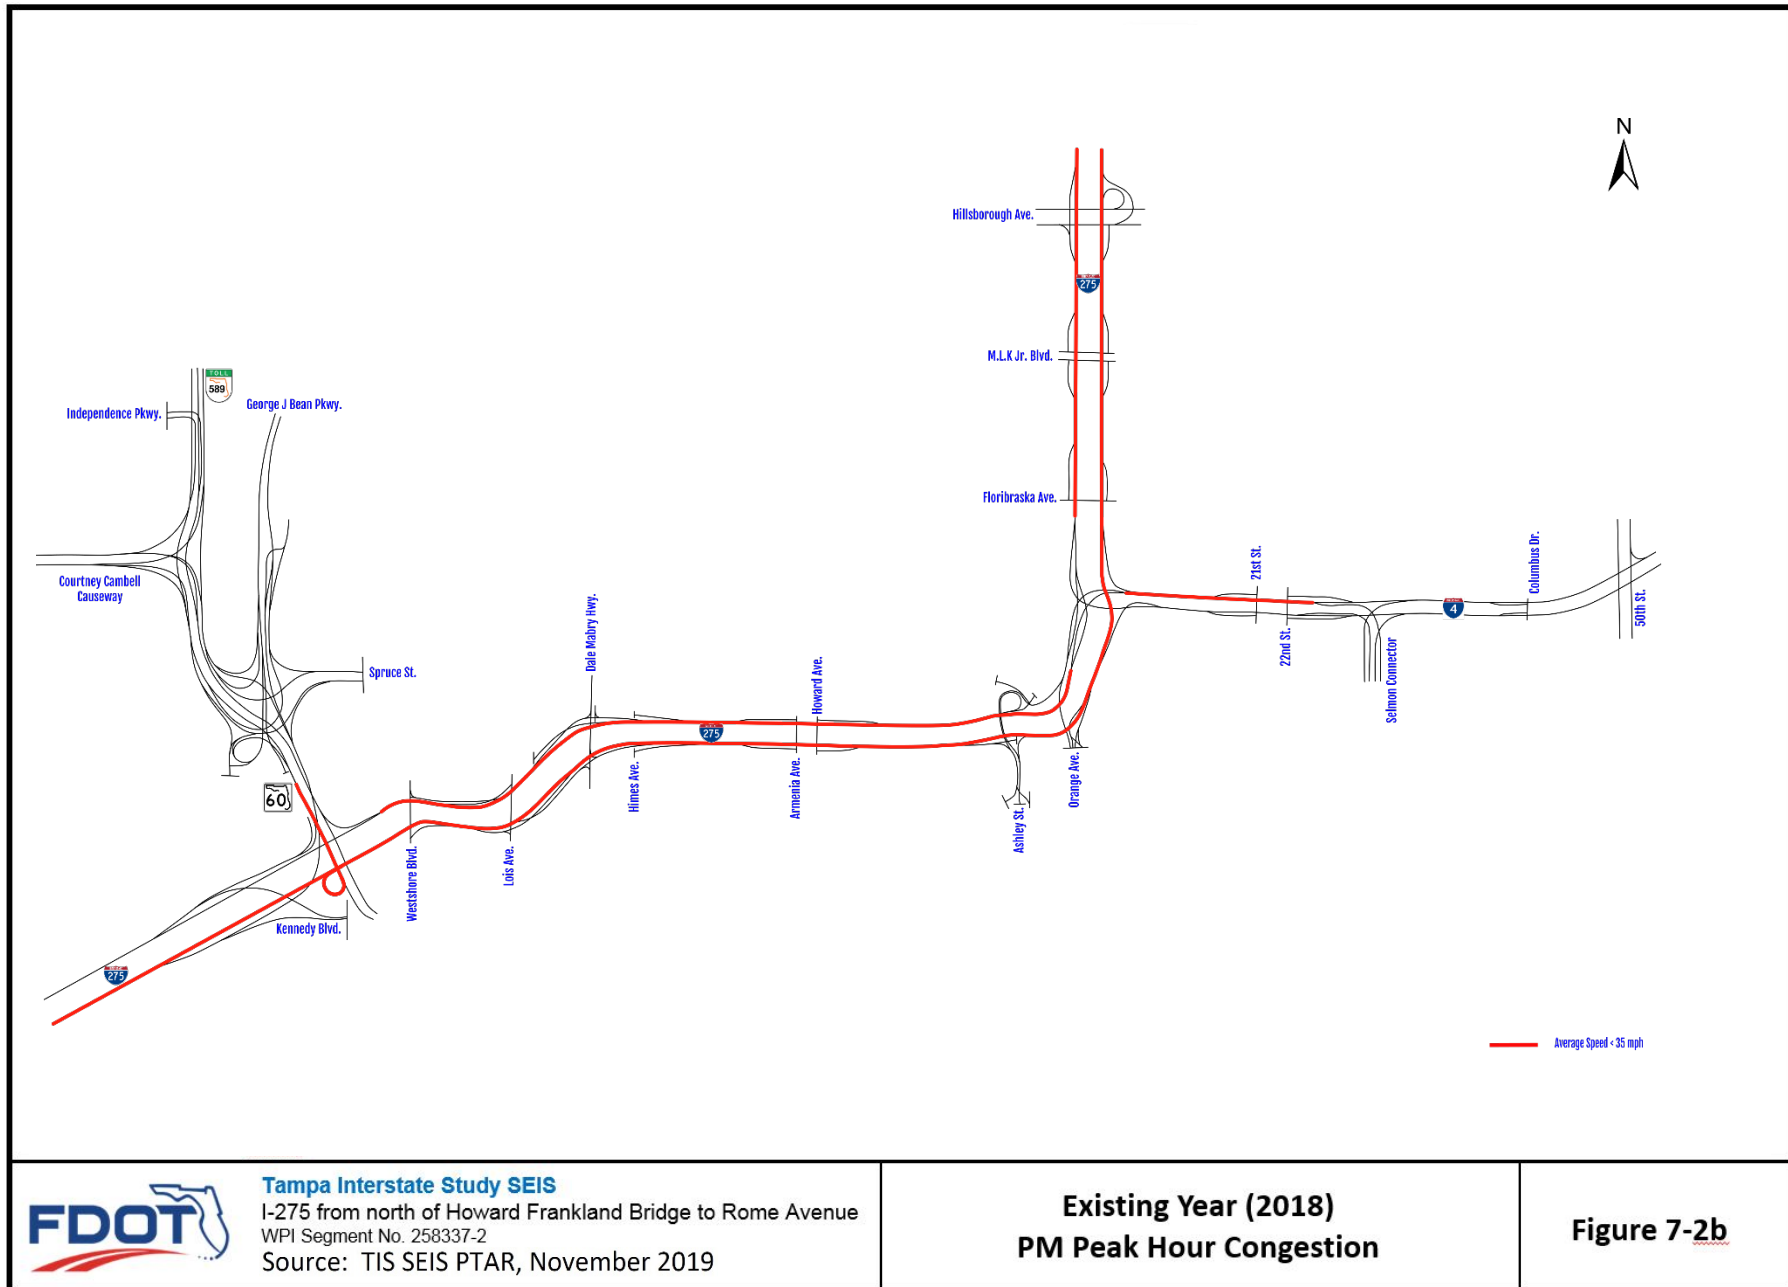 N
Hillsborough Ave.
275
M.L.K Jr. Blvd.
TOLL
589
Independence Pkwy.
George J Bean Pkwy.
Floribraska Ave.
Courtney Cambell
Causeway
21st St.
Columbus Dr.
4
50th St.
Dale Mabry Hwy.
22nd St.
Spruce St.
Howard Ave.
Selmon Connector
275
60
Himes Ave.
Armenia Ave.
Orange Ave.
Ashley St.
Westshore Blvd.
Lois Ave.
Kennedy Blvd.
275
Average Speed < 35 mph
FDOT
Tampa Interstate Study SEIS
I-275 from north of Howard Frankland Bridge to Rome Avenue
WPI Segment No. 258337-2
Source: TIS SEIS PTAR, November 2019
Existing Year (2018)
PM Peak Hour Congestion
Figure 7-2b